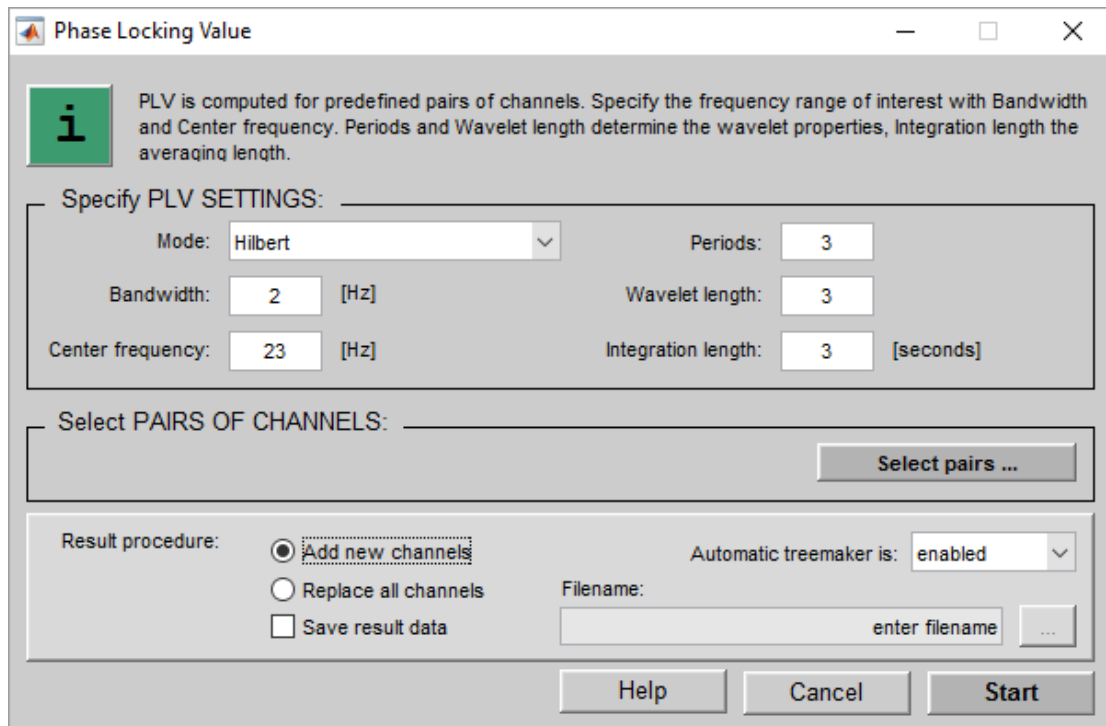 Phase Locking Value
i
PLV is computed for predefined pairs of channels. Specify the frequency range of interest with Bandwidth
and Center frequency. Periods and Wavelet length determine the wavelet properties, Integration length the
averaging length.
Specify PLV SETTINGS:
Mode: Hilbert Periods: 3
Bandwidth: 2 [Hz] Wavelet length: 3
Center frequency: 23 [Hz] Integration length: 3 [seconds]
Select PAIRS OF CHANNELS:
Select pairs ...
Result procedure: Add new channels Automatic treemaker is: enabled
Replace all channels Filename:
Save result data enter filename ...
Help Cancel Start